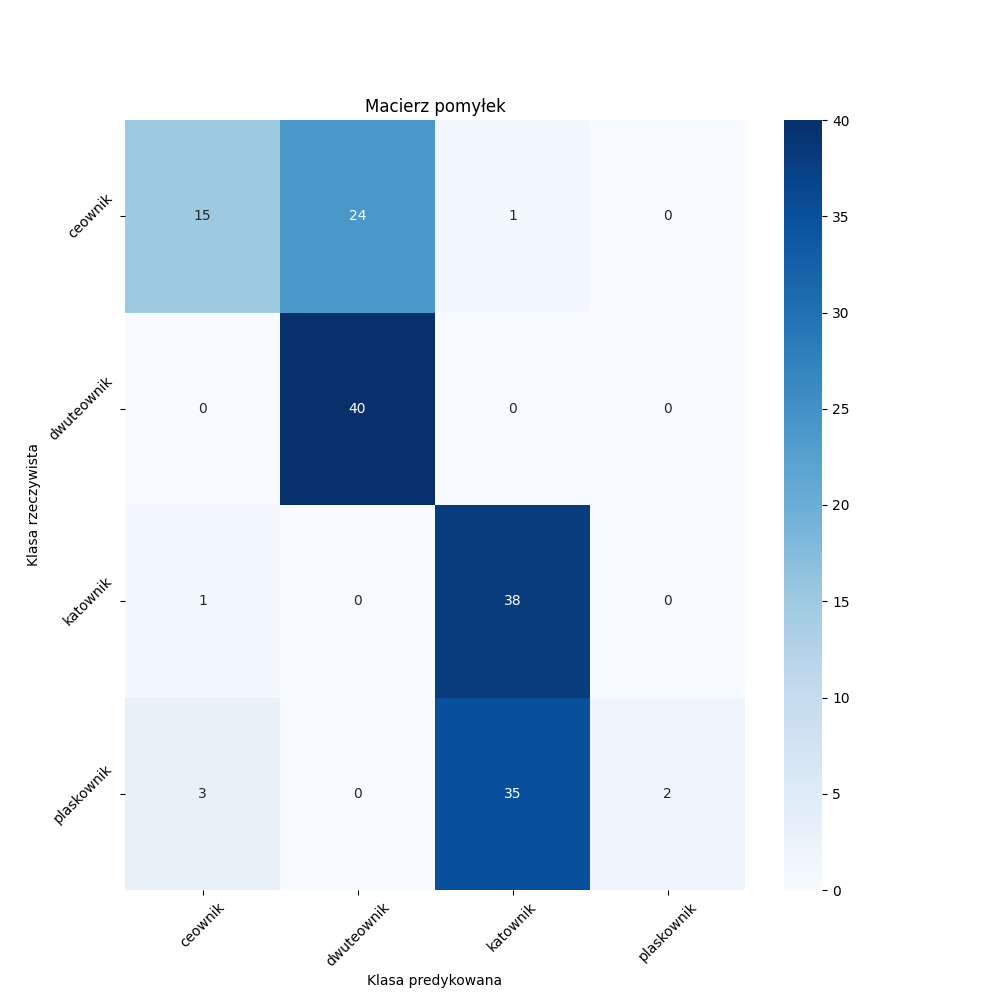 Macierz pomyłek
Klasa rzeczywista
ceownik 15 24 1 0
dwuteownik 0 40 0 0
katownik 1 0 38 0
plaskownik 3 0 35 2
ceownik dwuteownik katownik plaskownik
Klasa predykowana
40
35
30
25
20
15
10
5
0